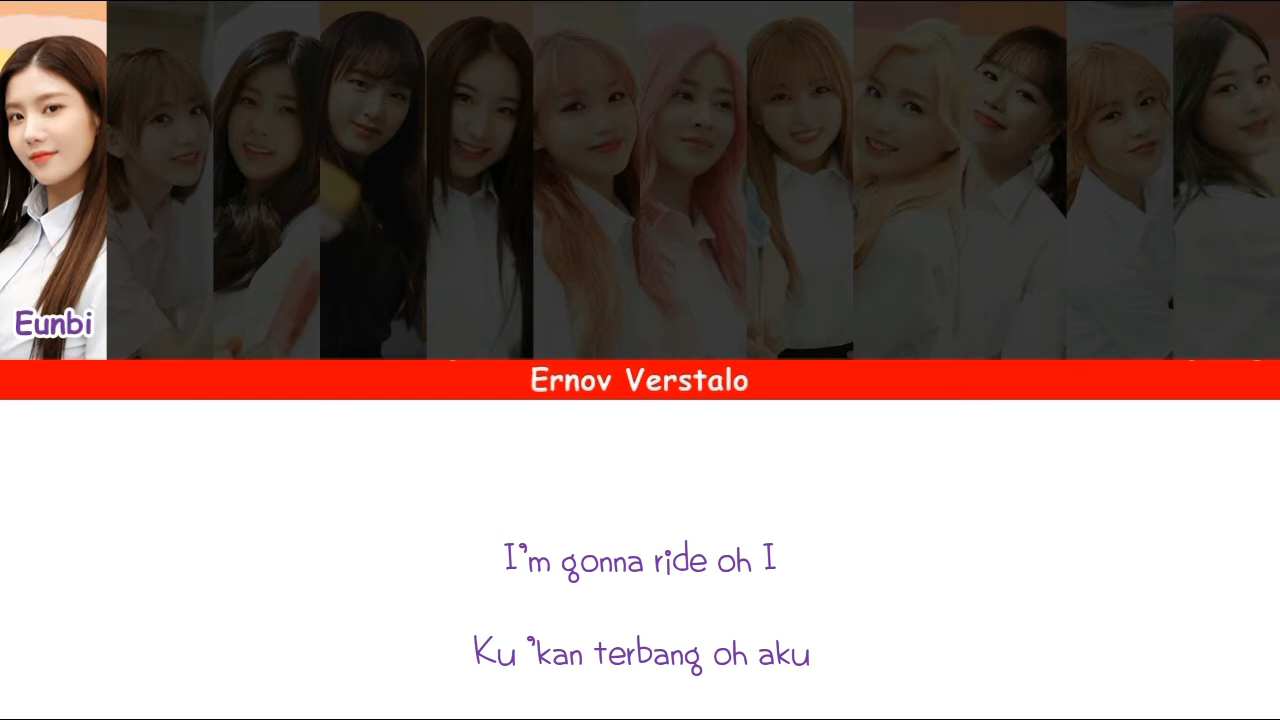 Eunbi
Ernov Verstalo
I'm gonna ride oh I
Ku 'kan terbang oh aku